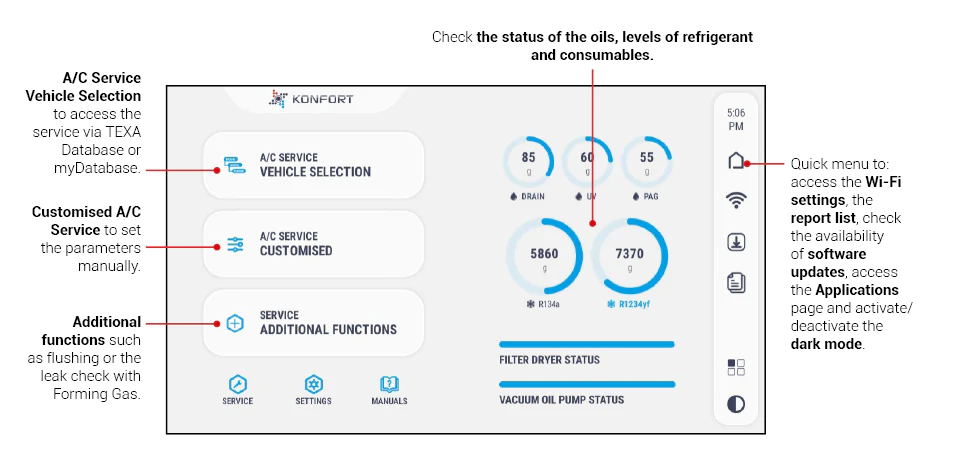 Check the status of the oils, levels of refrigerant
and consumables.
A/C Service
Vehicle Selection
to access the
service via TEXA
Database or
myDatabase.
Customised A/C
Service to set
the parameters
manually.
Additional
functions such
as flushing or the
leak check with
Forming Gas.
KONFORT
A/C SERVICE
VEHICLE SELECTION
A/C SERVICE
CUSTOMISED
SERVICE
ADDITIONAL FUNCTIONS
SERVICE
SETTINGS
MANUALS
85
g
DRAIN
60
g
UV
55
g
PAG
5860
g
R134a
7370
g
R1234yf
FILTER DRYER STATUS
VACUUM OIL PUMP STATUS
5:06
PM
Quick menu to:
access the Wi-Fi
settings, the
report list, check
the availability
of software
updates, access
the Applications
page and activate/
deactivate the
dark mode.